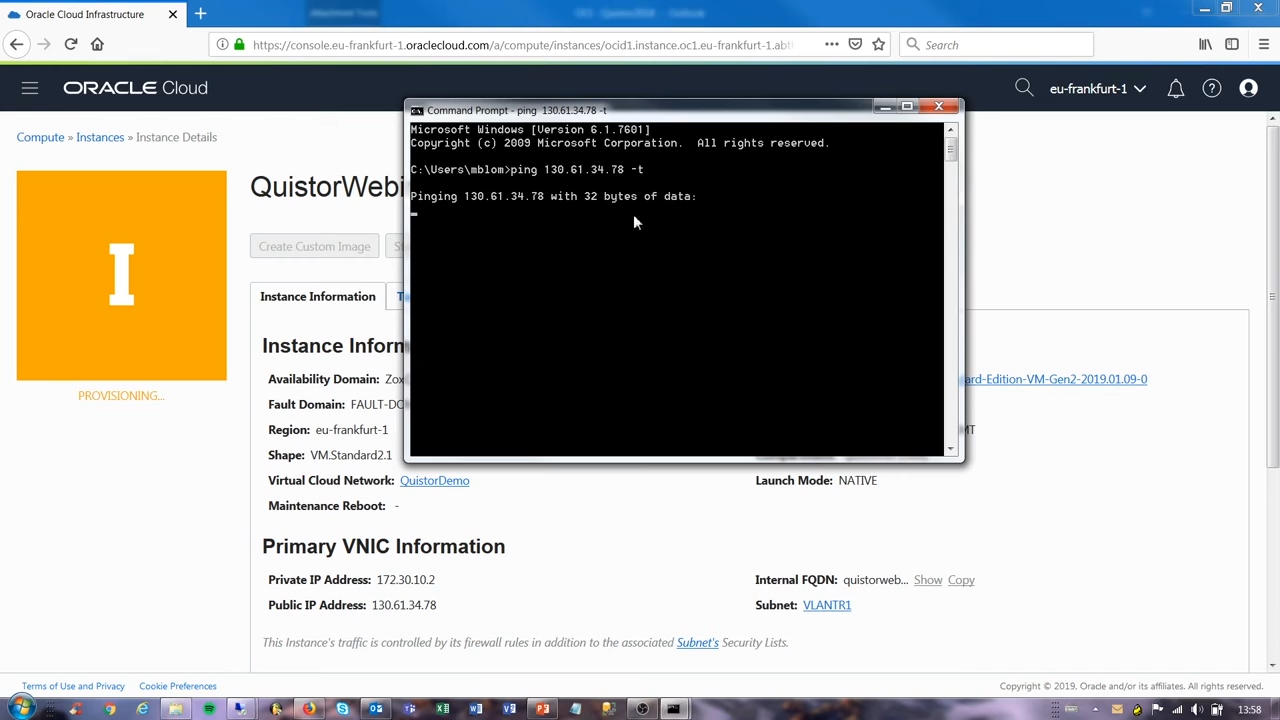 Oracle Cloud Infrastructure
https://console.eu-frankfurt-1.oraclecloud.com/a/compute/instances/ocid1.instance.oc1.eu-frankfurt-1.abt
Search
ORACLE Cloud
eu-frankfurt-1
Command Prompt - ping 130.61.34.78 -t
Compute » Instances » Instance Details
Microsoft Windows [Version 6.1.7601]
Copyright (c) 2009 Microsoft Corporation. All rights reserved.
C:\Users\mblom>ping 130.61.34.78 -t
Pinging 130.61.34.78 with 32 bytes of data:
I
PROVISIONING...
QuistorWebi
Create Custom Image
Instance Information
Instance Inform
Availability Domain: Zox
ard-Edition-VM-Gen2-2019.01.09-0
Fault Domain: FAULT-DO
Region: eu-frankfurt-1
MT
Shape: VM.Standard2.1
Virtual Cloud Network: QuistorDemo
Launch Mode: NATIVE
Maintenance Reboot: -
Primary VNIC Information
Private IP Address: 172.30.10.2
Internal FQDN: quistorweb... Show Copy
Public IP Address: 130.61.34.78
Subnet: VLANTR1
This Instance's traffic is controlled by its firewall rules in addition to the associated Subnet's Security Lists.
Terms of Use and Privacy
Cookie Preferences
Copyright © 2019, Oracle and/or its affiliates. All rights reserved.
13:58